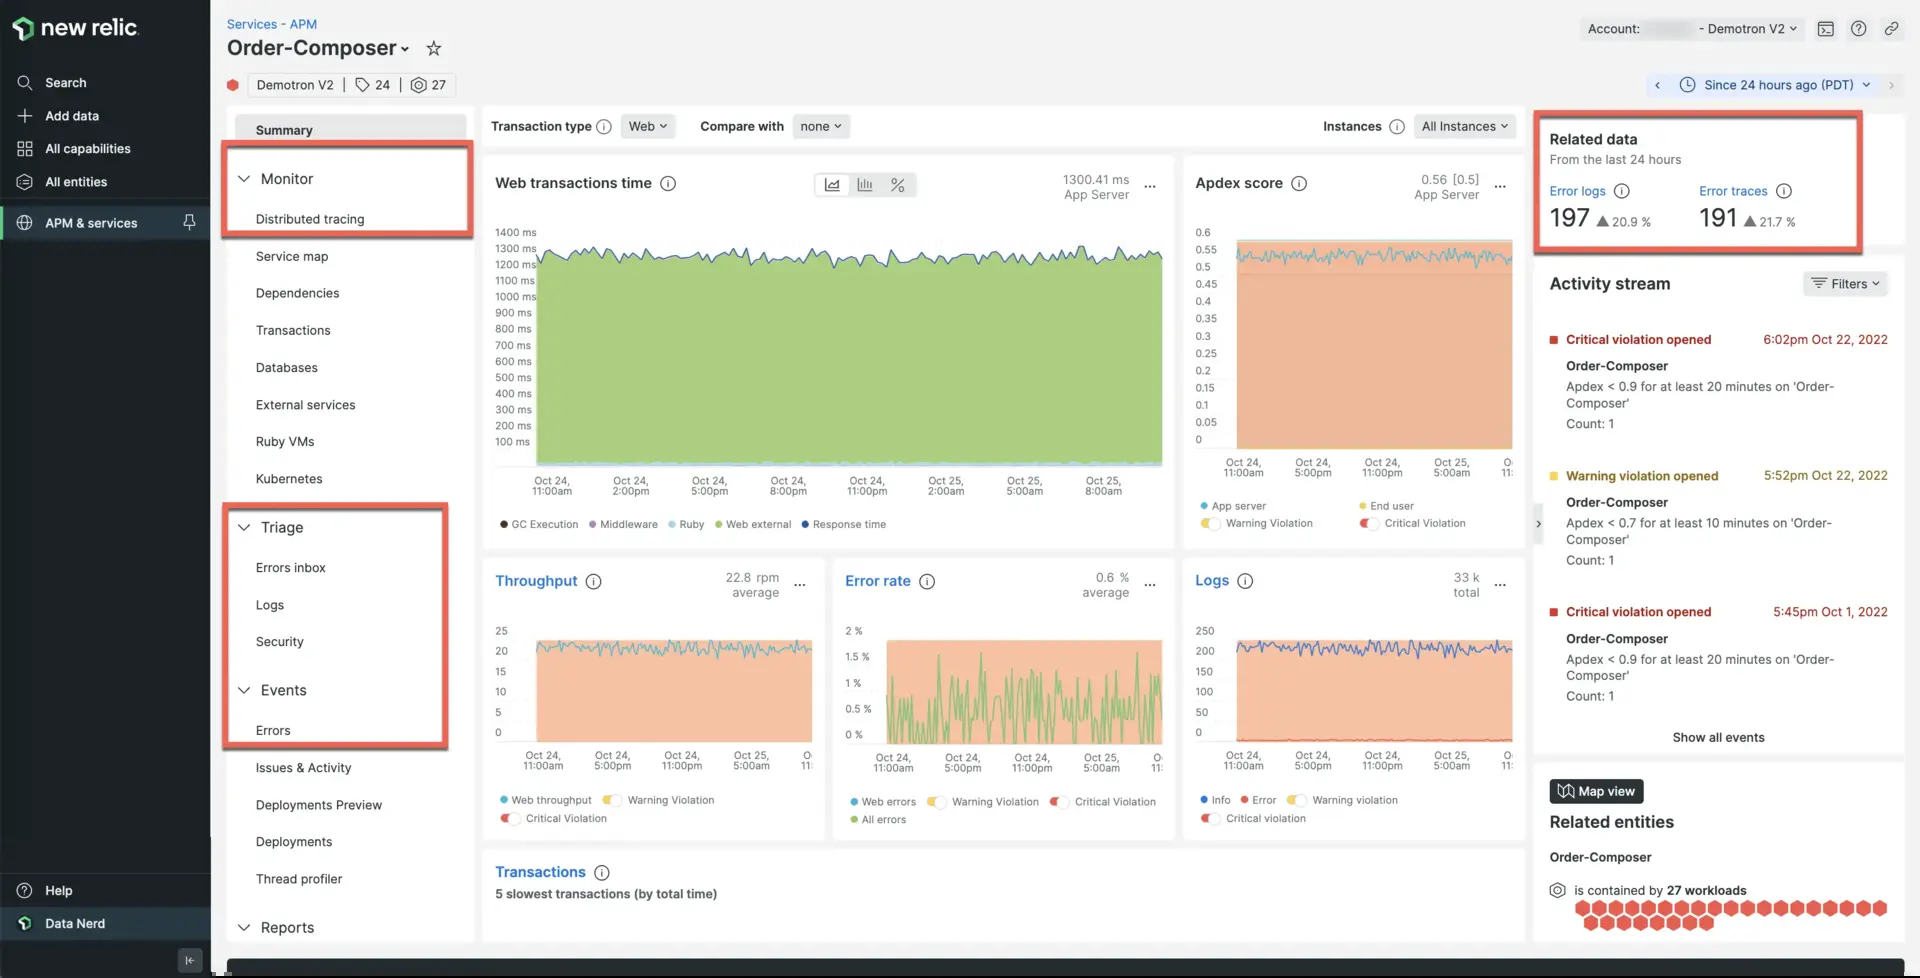 new relic
Search
Add data
All capabilities
All entities
APM & services
Help
Data Nerd
Services - APM
Order-Composer
Demotron V2 | 24 | 27
Account: - Demotron V2
Since 24 hours ago (PDT)
Summary
Monitor
Distributed tracing
Service map
Dependencies
Transactions
Databases
External services
Ruby VMs
Kubernetes
Triage
Errors inbox
Logs
Security
Events
Errors
Issues & Activity
Deployments Preview
Deployments
Thread profiler
Reports
Transaction type Web Compare with none
Instances All Instances
Web transactions time
%
1300.41 ms
App Server
1400 ms
1300 ms
1200 ms
1100 ms
1000 ms
900 ms
800 ms
700 ms
600 ms
500 ms
400 ms
300 ms
200 ms
100 ms
Oct 24, 11:00am
Oct 24, 2:00pm
Oct 24, 5:00pm
Oct 24, 8:00pm
Oct 24, 11:00pm
Oct 25, 2:00am
Oct 25, 5:00am
Oct 25, 8:00am
GC Execution Middleware Ruby Web external Response time
Apdex score
0.56 [0.5]
App Server
0.6
0.55
0.5
0.45
0.4
0.35
0.3
0.25
0.2
0.15
0.1
0.05
0
Oct 24, 11:00am
Oct 24, 5:00pm
Oct 24, 11:00pm
Oct 25, 5:00am
O
11:
App server End user
Warning Violation Critical Violation
Throughput
22.8 rpm
average
25
20
15
10
5
0
Oct 24, 11:00am
Oct 24, 5:00pm
Oct 24, 11:00pm
Oct 25, 5:00am
O
11:
Web throughput Warning Violation
Critical Violation
Error rate
0.6 %
average
2 %
1.5 %
1 %
0.5 %
0 %
Oct 24, 11:00am
Oct 24, 5:00pm
Oct 24, 11:00pm
Oct 25, 5:00am
O
11:
Web errors Warning Violation Critical Violation
All errors
Logs
33 k
total
250
200
150
100
50
0
Oct 24, 11:00am
Oct 24, 5:00pm
Oct 24, 11:00pm
Oct 25, 5:00am
O
11:
Info Error Warning violation
Critical violation
Transactions
5 slowest transactions (by total time)
Related data
From the last 24 hours
Error logs Error traces
197 20.9 % 191 21.7 %
Activity stream
Filters
Critical violation opened 6:02pm Oct 22, 2022
Order-Composer
Apdex < 0.9 for at least 20 minutes on 'Order-
Composer'
Count: 1
Warning violation opened 5:52pm Oct 22, 2022
Order-Composer
Apdex < 0.7 for at least 10 minutes on 'Order-
Composer'
Count: 1
Critical violation opened 5:45pm Oct 1, 2022
Order-Composer
Apdex < 0.9 for at least 20 minutes on 'Order-
Composer'
Count: 1
Show all events
Map view
Related entities
Order-Composer
is contained by 27 workloads